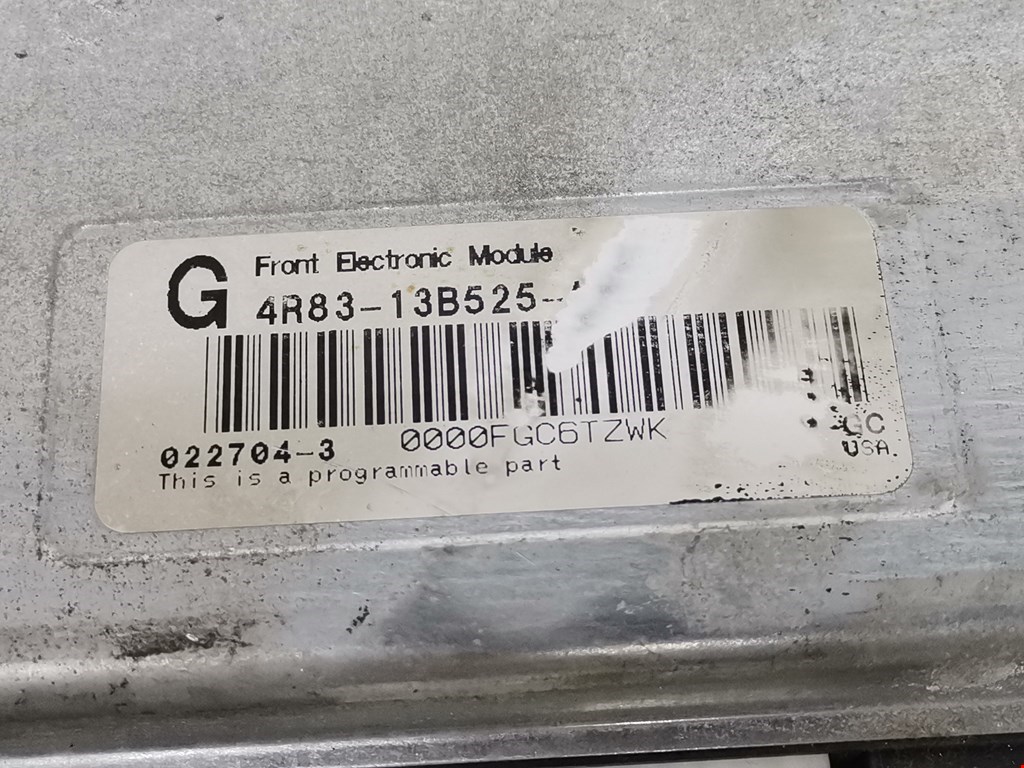 G
Front Electronic Module
4R83-13B525-
0000FGC6TZWK
GC
022704-3
USA.
This is a programmable part